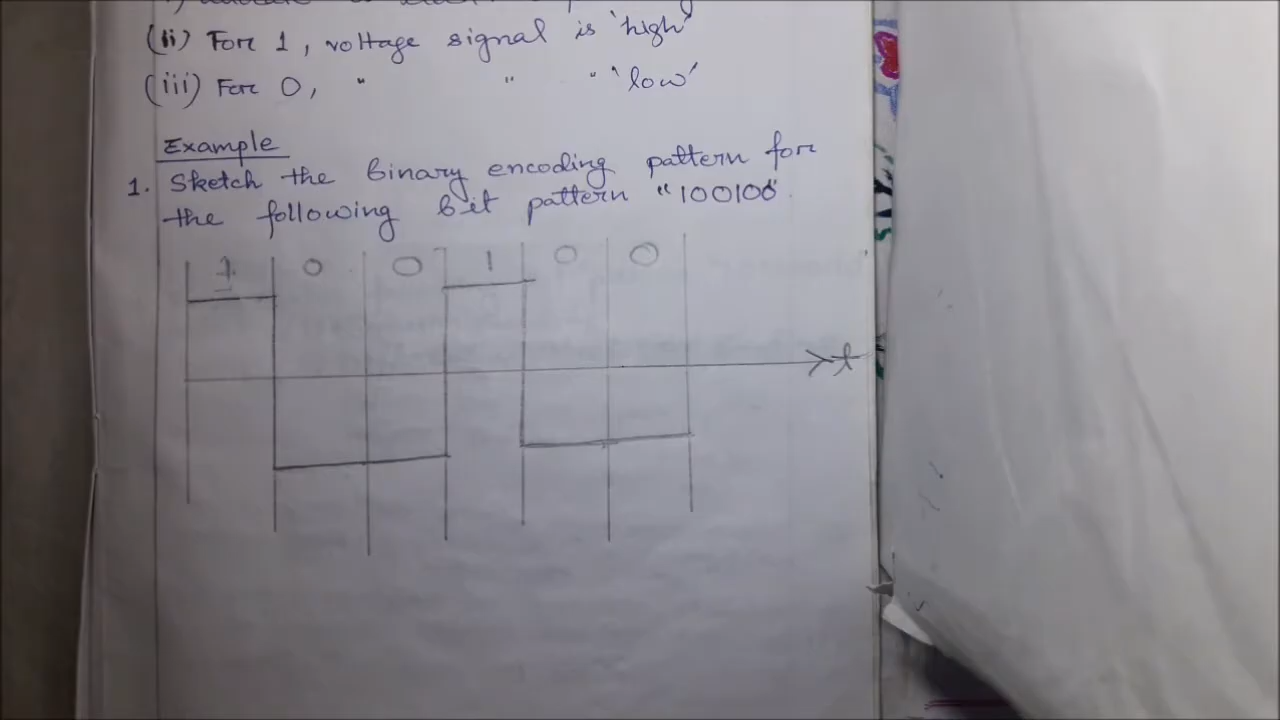 (ii) For 1, voltage signal is 'high'
(iii) For 0, " " " 'low'
Example
1. Sketch the binary encoding pattern for
the following bit pattern "100100".
1 0 0 1 0 0
t